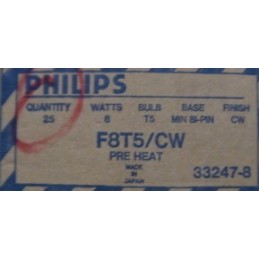 PHILIPS
QUANTITY WATTS BULB BASE FINISH
25 8 T5 MIN BI-PIN CW
F8T5/CW
PRE HEAT
MADE
IN
JAPAN
33247-8